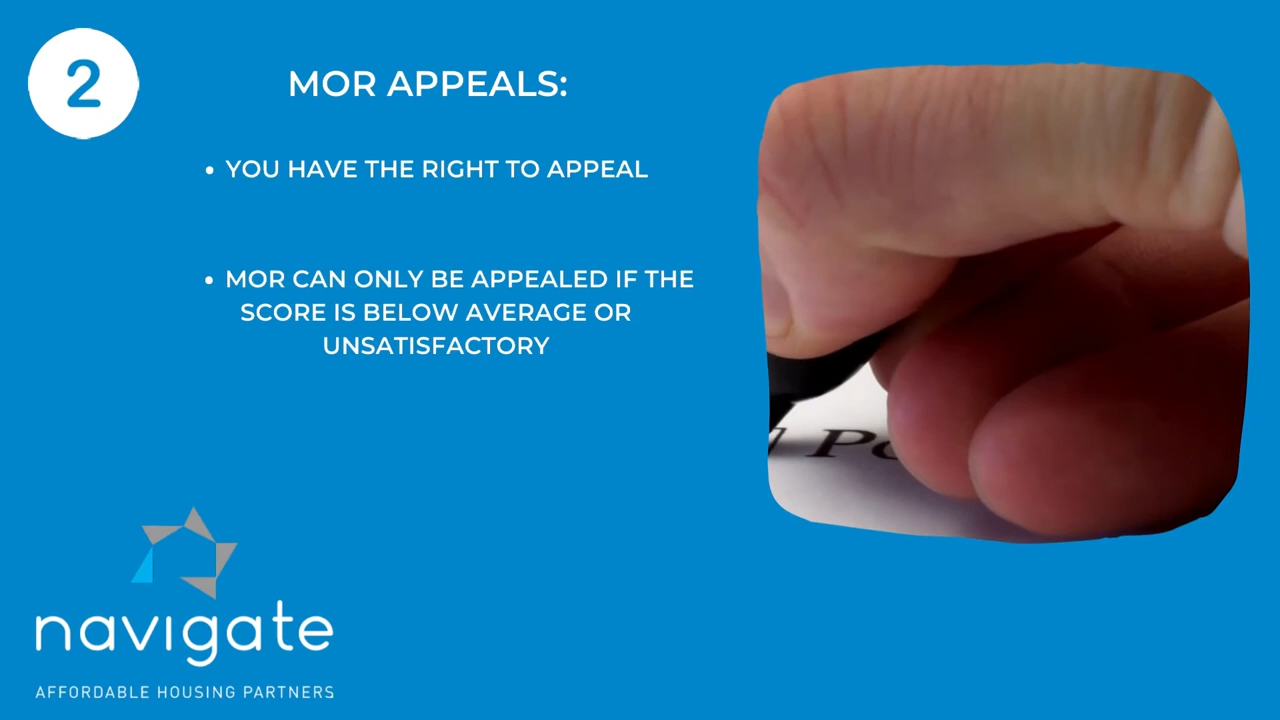 2
MOR APPEALS:
• YOU HAVE THE RIGHT TO APPEAL
• MOR CAN ONLY BE APPEALED IF THE
SCORE IS BELOW AVERAGE OR
UNSATISFACTORY
navigate
AFFORDABLE HOUSING PARTNERS